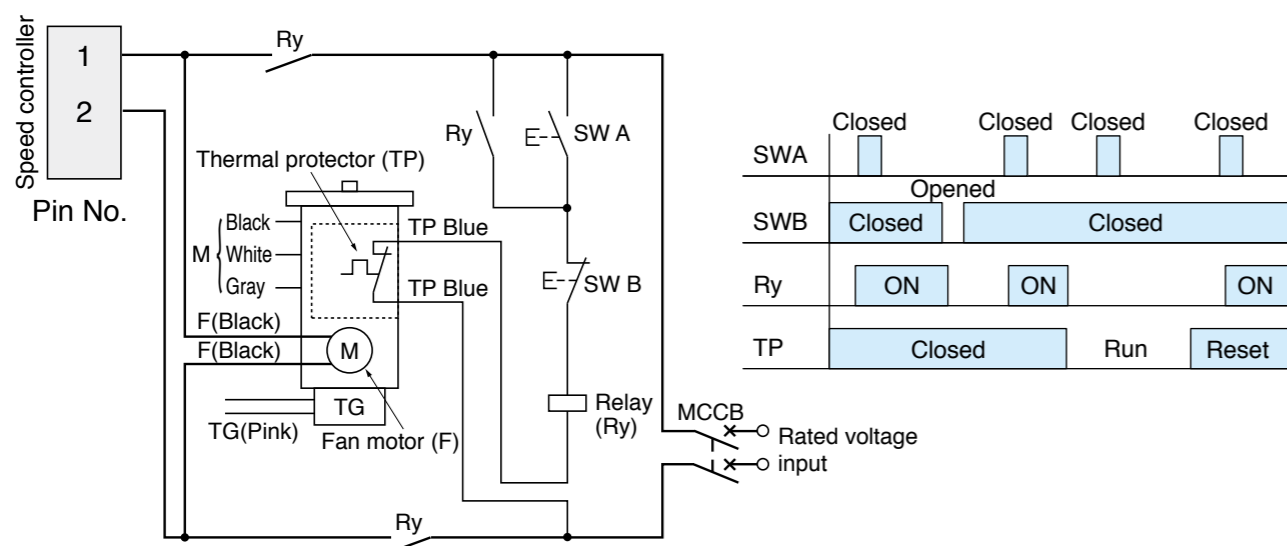 Speed controller
1
2
Pin No.
Ry
Ry
SW A
Thermal protector (TP)
M
Black
White
Gray
TP Blue
TP Blue
SW B
F(Black)
F(Black)
M
TG
TG(Pink)
Fan motor (F)
Relay
(Ry)
MCCB
Rated voltage
input
Ry
Closed Closed Closed Closed
SWA
Opened
SWB Closed Closed
Ry ON ON ON
TP Closed Run Reset